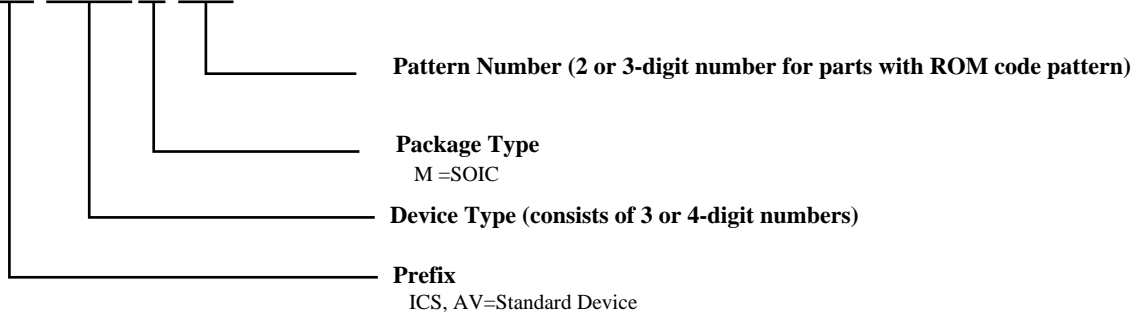 Pattern Number (2 or 3-digit number for parts with ROM code pattern)
Package Type
M =SOIC
Device Type (consists of 3 or 4-digit numbers)
Prefix
ICS, AV=Standard Device